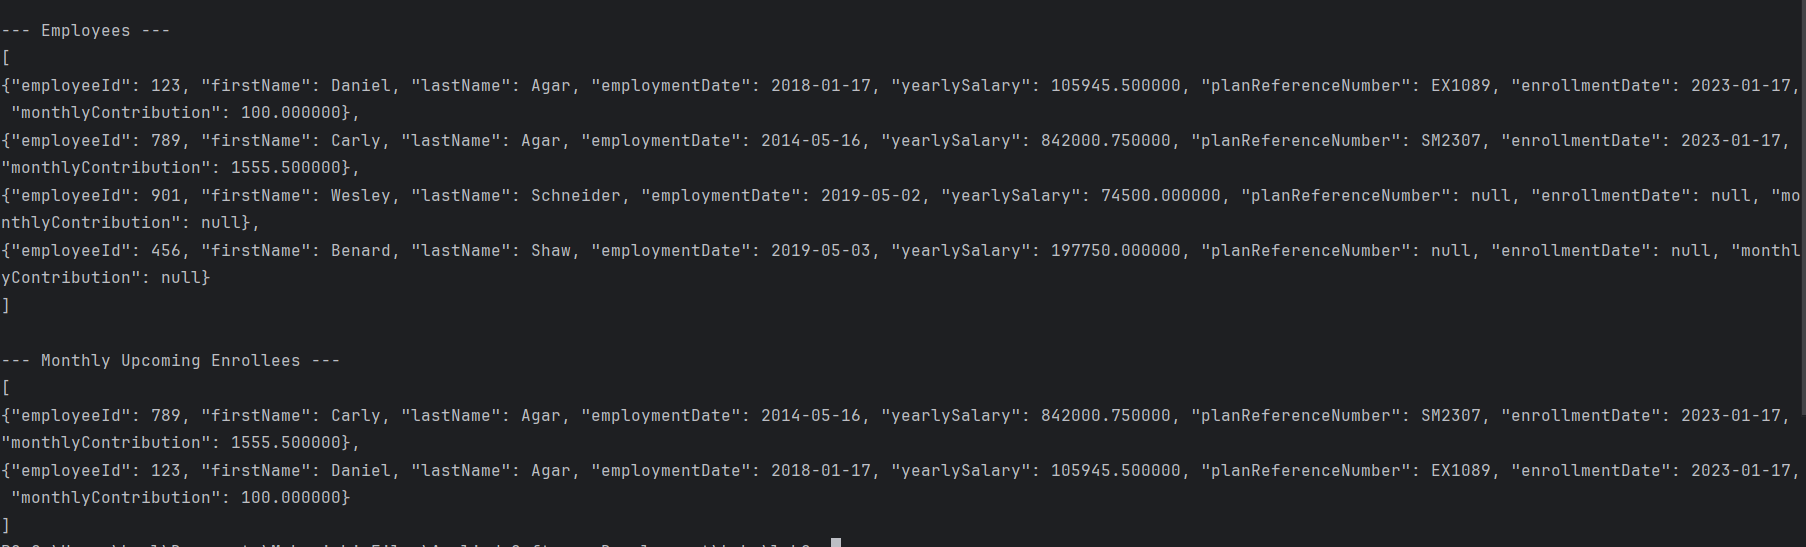 --- Employees ---
[
{"employeeId": 123, "firstName": Daniel, "lastName": Agar, "employmentDate": 2018-01-17, "yearlySalary": 105945.500000, "planReferenceNumber": EX1089, "enrollmentDate": 2023-01-17,
 "monthlyContribution": 100.000000},
{"employeeId": 789, "firstName": Carly, "lastName": Agar, "employmentDate": 2014-05-16, "yearlySalary": 842000.750000, "planReferenceNumber": SM2307, "enrollmentDate": 2023-01-17,
"monthlyContribution": 1555.500000},
{"employeeId": 901, "firstName": Wesley, "lastName": Schneider, "employmentDate": 2019-05-02, "yearlySalary": 74500.000000, "planReferenceNumber": null, "enrollmentDate": null, "mo
nthlyContribution": null},
{"employeeId": 456, "firstName": Benard, "lastName": Shaw, "employmentDate": 2019-05-03, "yearlySalary": 197750.000000, "planReferenceNumber": null, "enrollmentDate": null, "monthl
yContribution": null}
]
--- Monthly Upcoming Enrollees ---
[
{"employeeId": 789, "firstName": Carly, "lastName": Agar, "employmentDate": 2014-05-16, "yearlySalary": 842000.750000, "planReferenceNumber": SM2307, "enrollmentDate": 2023-01-17,
"monthlyContribution": 1555.500000},
{"employeeId": 123, "firstName": Daniel, "lastName": Agar, "employmentDate": 2018-01-17, "yearlySalary": 105945.500000, "planReferenceNumber": EX1089, "enrollmentDate": 2023-01-17,
 "monthlyContribution": 100.000000}
]